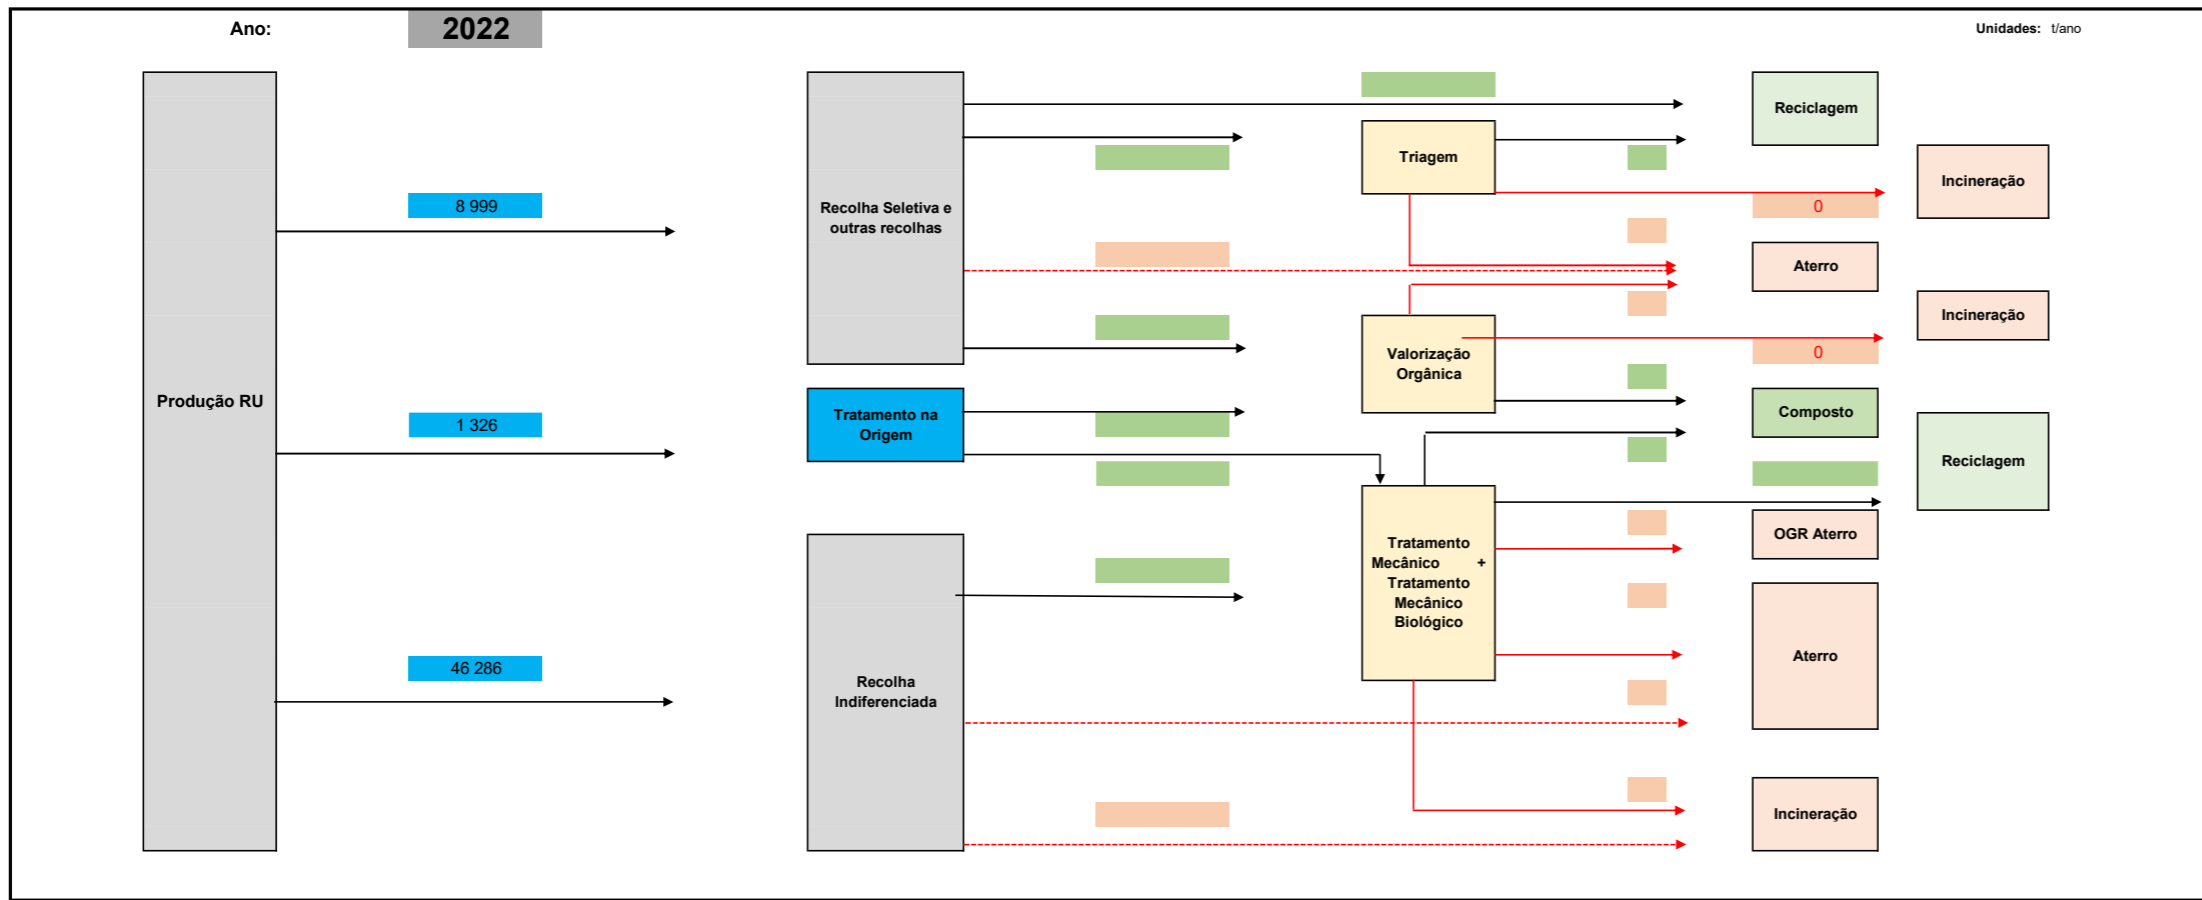 Ano:
2022
Unidades: t/ano
Produção RU
8 999
1 326
46 286
Recolha Seletiva e
outras recolhas
Tratamento na
Origem
Recolha
Indiferenciada
Triagem
Valorização
Orgânica
Tratamento
Mecânico +
Tratamento
Mecânico
Biológico
Reciclagem
Incineração
0
Aterro
Incineração
0
Composto
Reciclagem
OGR Aterro
Aterro
Incineração